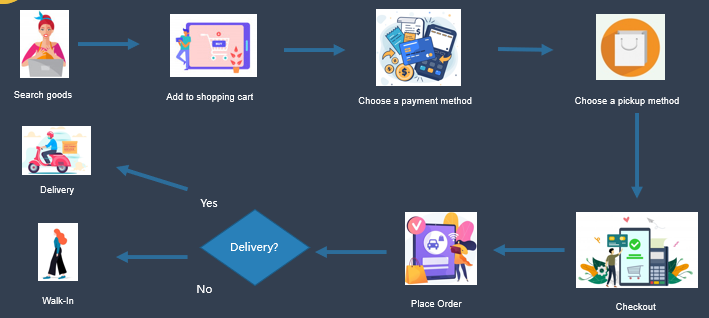 Search goods
Add to shopping cart
Choose a payment method
Choose a pickup method
Delivery
Yes
Delivery?
No
Walk-In
Place Order
Checkout